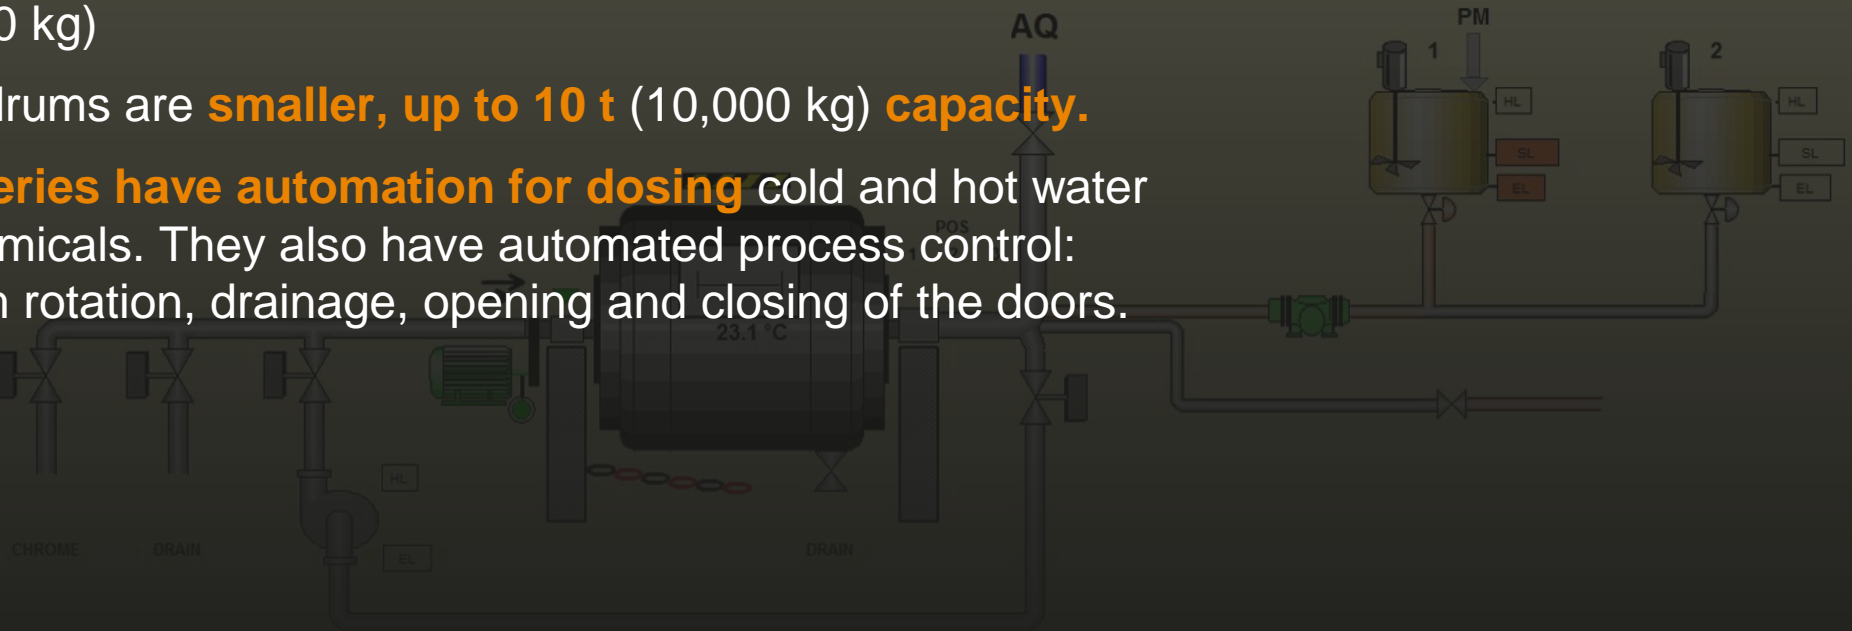 0 kg)
drums are smaller, up to 10 t (10,000 kg) capacity.
eries have automation for dosing cold and hot water
micals. They also have automated process control:
n rotation, drainage, opening and closing of the doors.
AQ
PM
1
2
HL
HL
SL
SL
EL
EL
POS
1
23.1 °C
HL
EL
CHROME
DRAIN
DRAIN